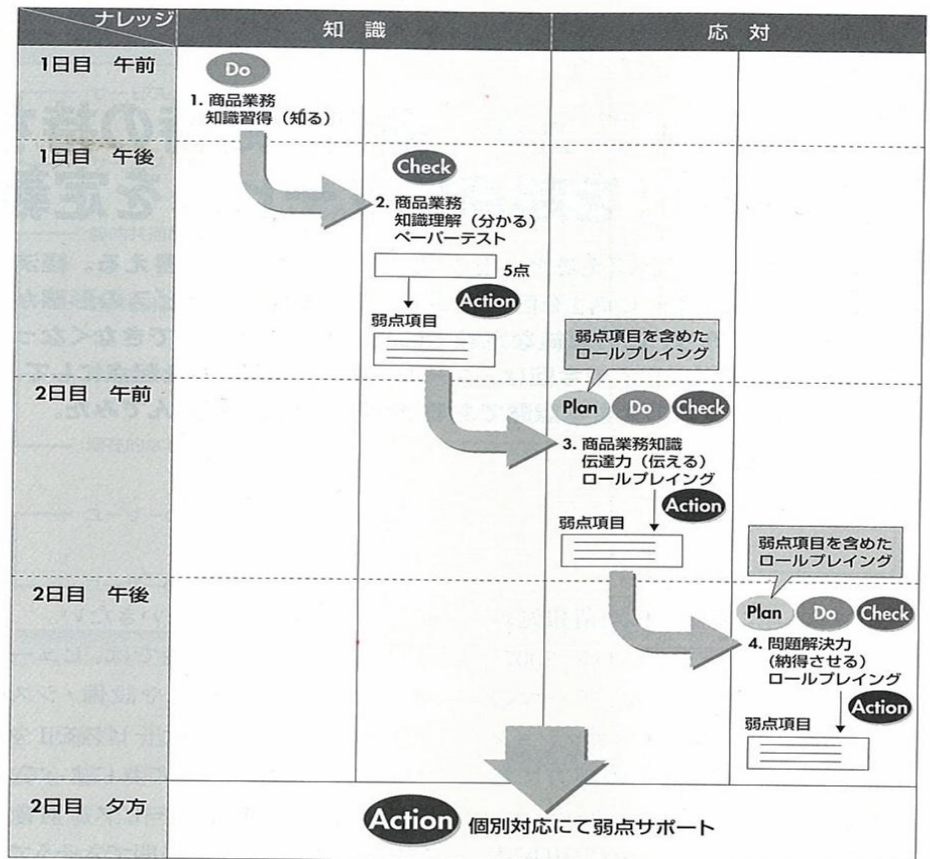 ナレッジ
知 識
応 対
1日目 午前
Do
1. 商品業務
知識習得（知る）
1日目 午後
Check
2. 商品業務
知識理解（分かる）
ペーパーテスト
5点
Action
弱点項目
弱点項目を含めた
ロールプレイング
2日目 午前
Plan Do Check
3. 商品業務知識
伝達力（伝える）
ロールプレイング
Action
弱点項目
弱点項目を含めた
ロールプレイング
2日目 午後
Plan Do Check
4. 問題解決力
（納得させる）
ロールプレイング
Action
弱点項目
2日目 夕方
Action 個別対応にて弱点サポート